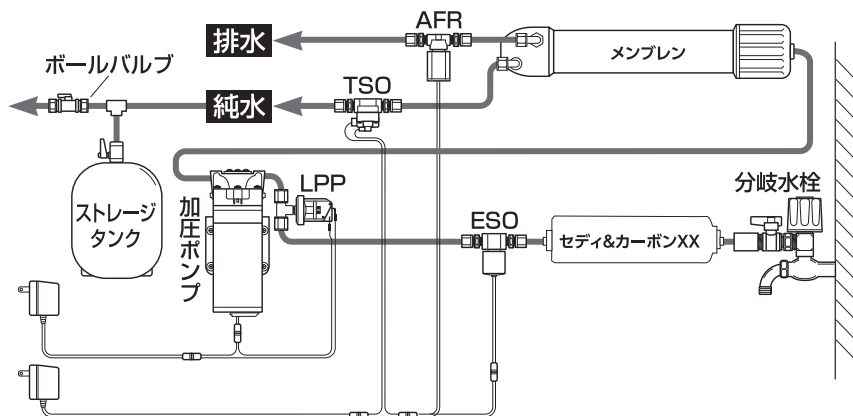 AFR
排水
メンブレン
ボールバルブ
TSO
純水
分岐水栓
LPP
ストレージ
タンク
加圧ポンプ
ESO
セディ&カーボンXX